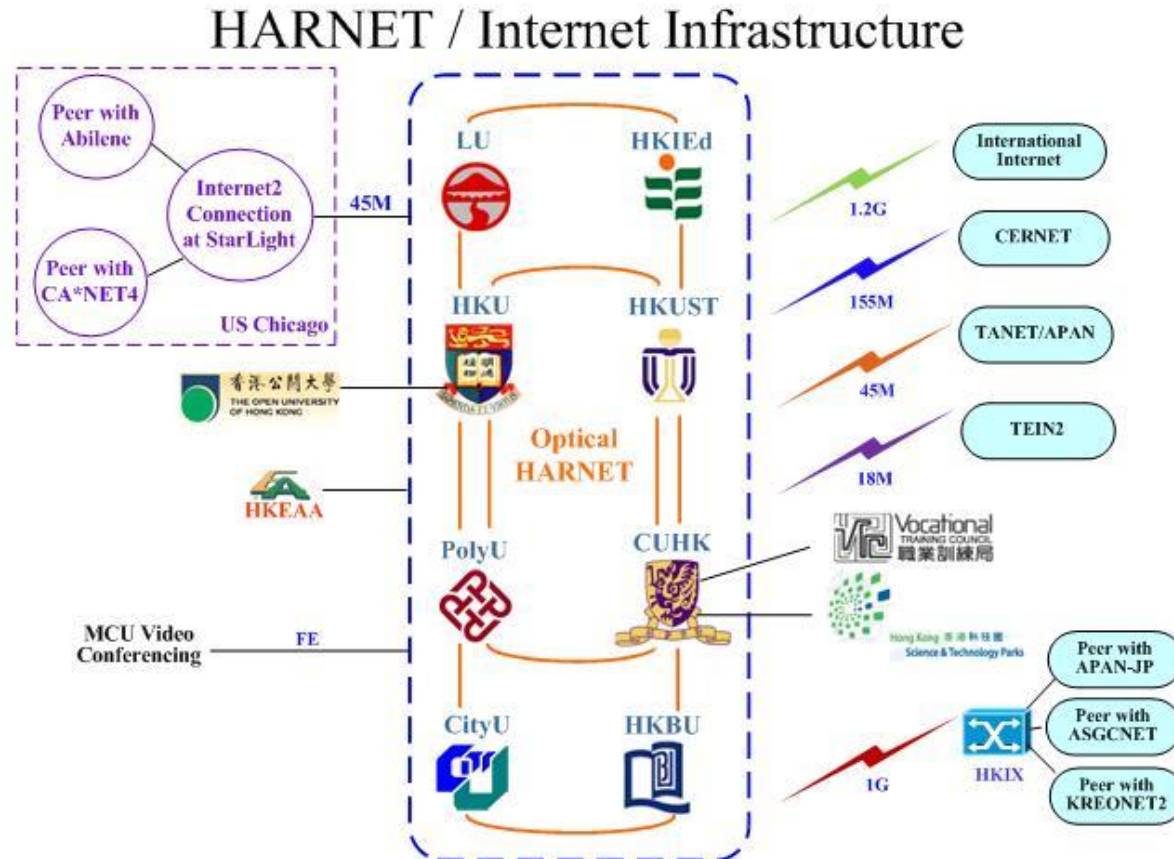 HARNET / Internet Infrastructure
Peer with
Abilene
Internet2
Connection
at StarLight
Peer with
CA*NET4
US Chicago
45M
LU
HKIEd
HKU
HKUST
Optical
HARNET
PolyU
CUHK
CityU
HKBU
香港公開大學
THE OPEN UNIVERSITY
OF HONG KONG
HKEAA
MCU Video
Conferencing
FE
International
Internet
1.2G
CERNET
155M
TANET/APAN
45M
TEIN2
18M
Vocational
TRAINING COUNCIL
職業訓練局
Hong Kong 香港科技園
Science & Technology Parks
1G
HKIX
Peer with
APAN-JP
Peer with
ASGCNET
Peer with
KREONET2